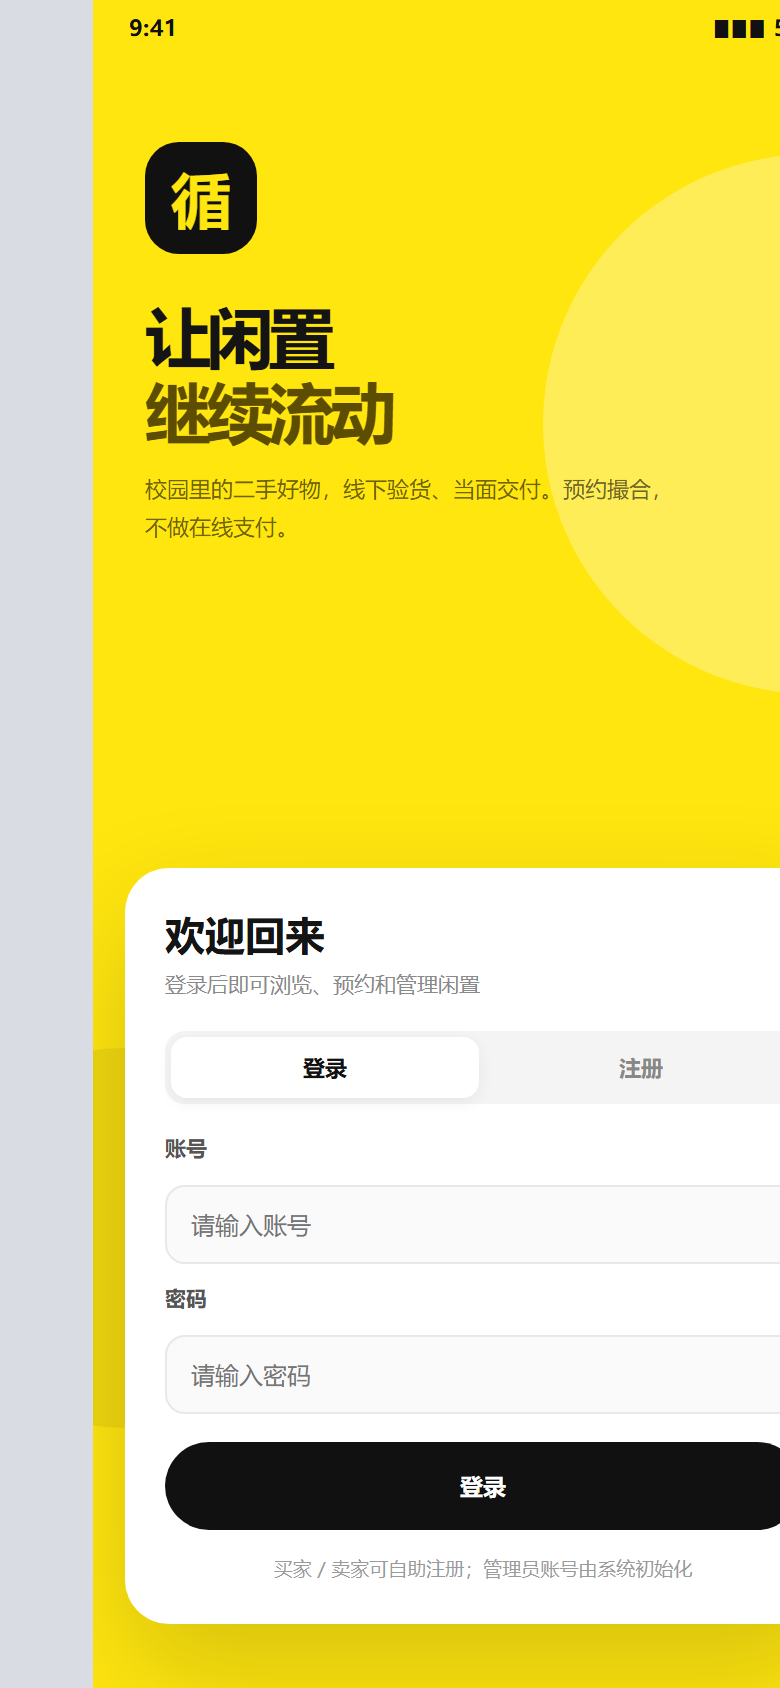 9:41
循
让闲置
继续流动
校园里的二手好物，线下验货、当面交付。预约撮合，
不做在线支付。
欢迎回来
登录后即可浏览、预约和管理闲置
登录 注册
账号
请输入账号
密码
请输入密码
登录
买家 / 卖家可自助注册；管理员账号由系统初始化